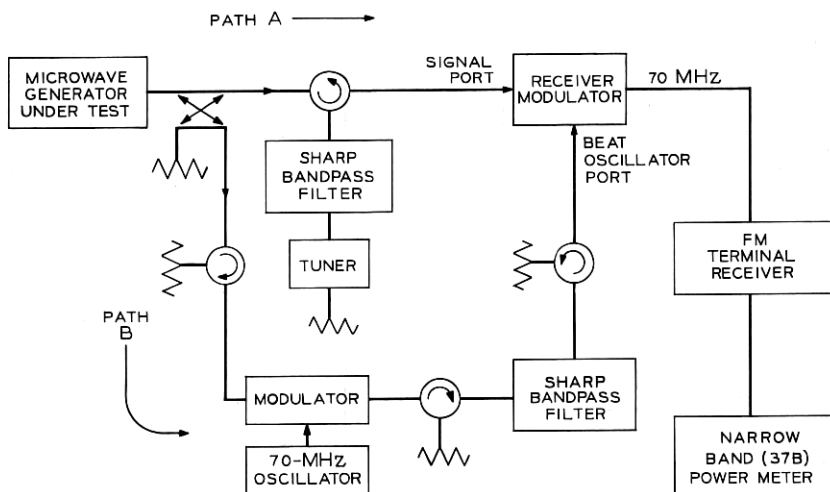 PATH A
MICROWAVE
GENERATOR
UNDER TEST
SIGNAL
PORT
RECEIVER
MODULATOR
70 MHz
SHARP
BANDPASS
FILTER
BEAT
OSCILLATOR
PORT
TUNER
FM
TERMINAL
RECEIVER
PATH
B
MODULATOR
SHARP
BANDPASS
FILTER
70-MHz
OSCILLATOR
NARROW
BAND (37B)
POWER METER